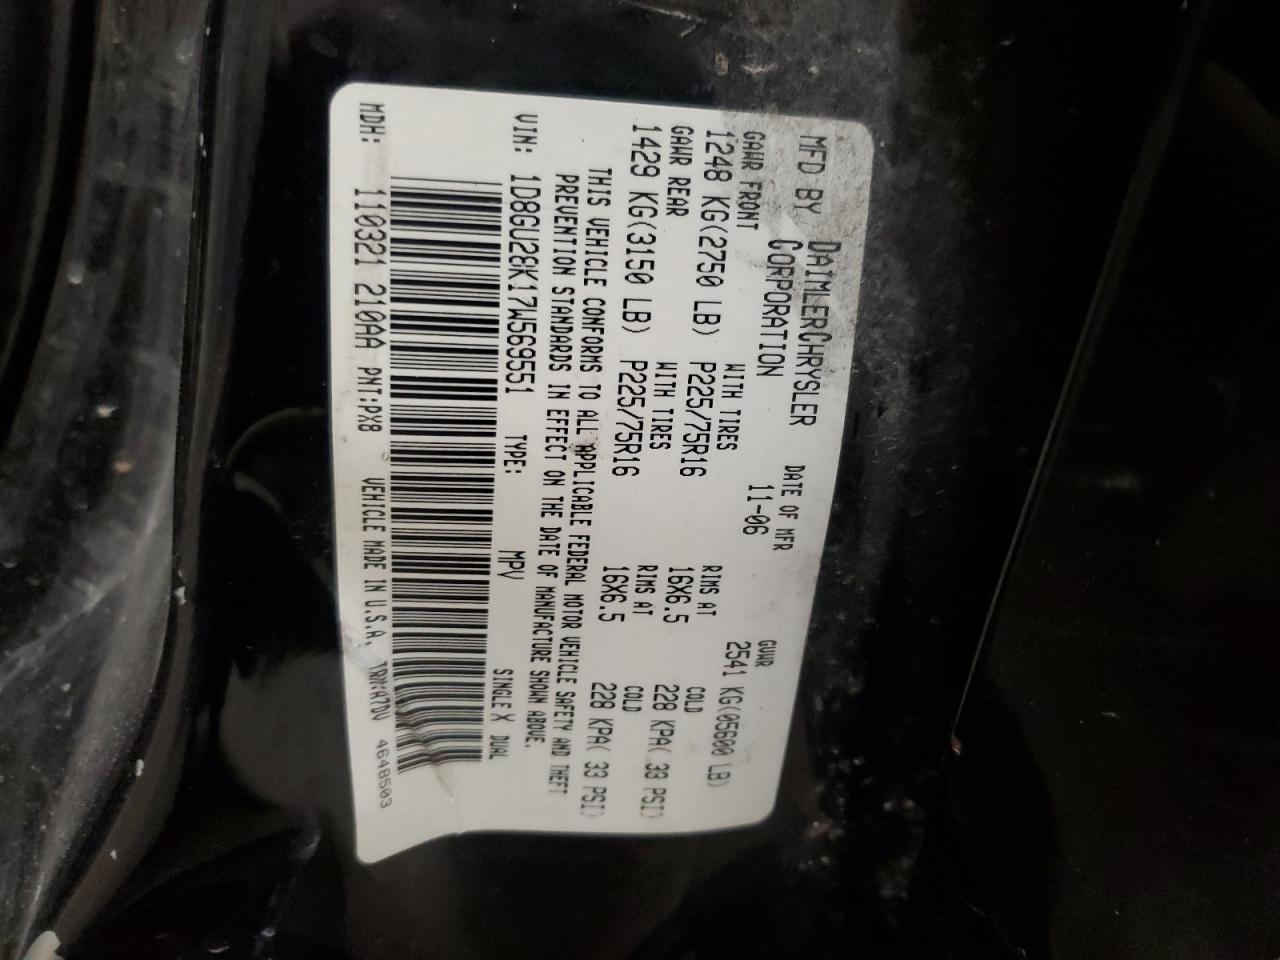 MFD BY DAIMLERCHRYSLER CORPORATION DATE OF MFR 11-06 GVWR 2541 KG(05600 LB)
GAWR FRONT WITH TIRES RIMS AT COLD
1248 KG(2750 LB) P225/75R16 16X6.5 228 KPA( 33 PSI)
GAWR REAR WITH TIRES RIMS AT COLD
1429 KG(3150 LB) P225/75R16 16X6.5 228 KPA( 33 PSI)
THIS VEHICLE CONFORMS TO ALL APPLICABLE FEDERAL MOTOR VEHICLE SAFETY AND THEFT
PREVENTION STANDARDS IN EFFECT ON THE DATE OF MANUFACTURE SHOWN ABOVE.
VIN: 1D8GU28K17W569551 TYPE: MPV SINGLE X DUAL
MDH: 110321 210AA PNT:PX8 VEHICLE MADE IN U.S.A. TRM:A7DV 4648503